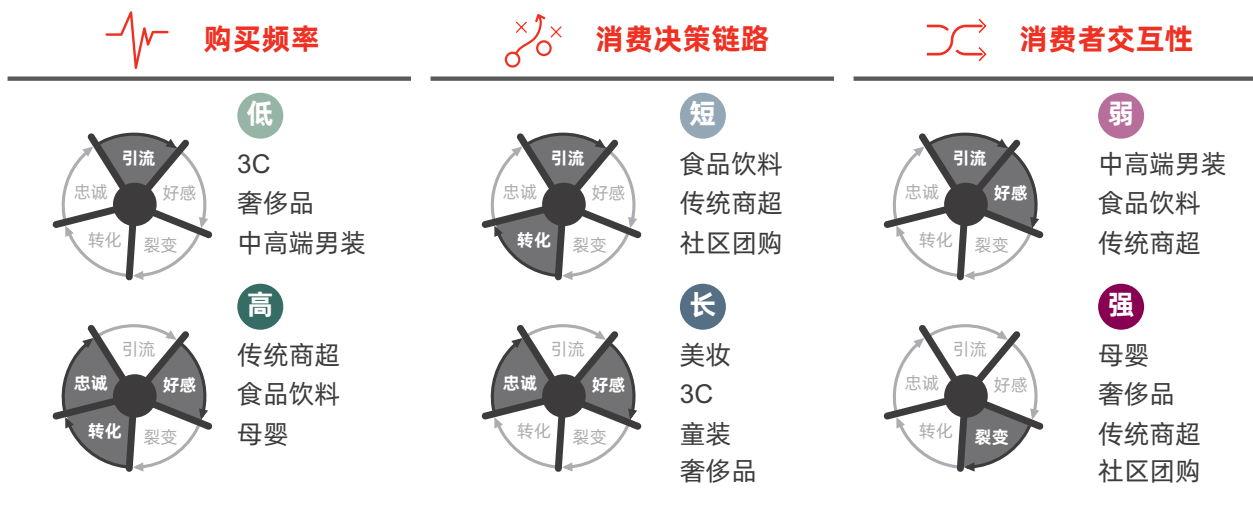 购买频率
低
引流
好感
裂变
转化
忠诚
3C
奢侈品
中高端男装
高
引流
好感
裂变
转化
忠诚
传统商超
食品饮料
母婴
消费决策链路
短
引流
好感
裂变
转化
忠诚
食品饮料
传统商超
社区团购
长
引流
好感
裂变
转化
忠诚
美妆
3C
童装
奢侈品
消费者交互性
弱
引流
好感
裂变
转化
忠诚
中高端男装
食品饮料
传统商超
强
引流
好感
裂变
转化
忠诚
母婴
奢侈品
传统商超
社区团购